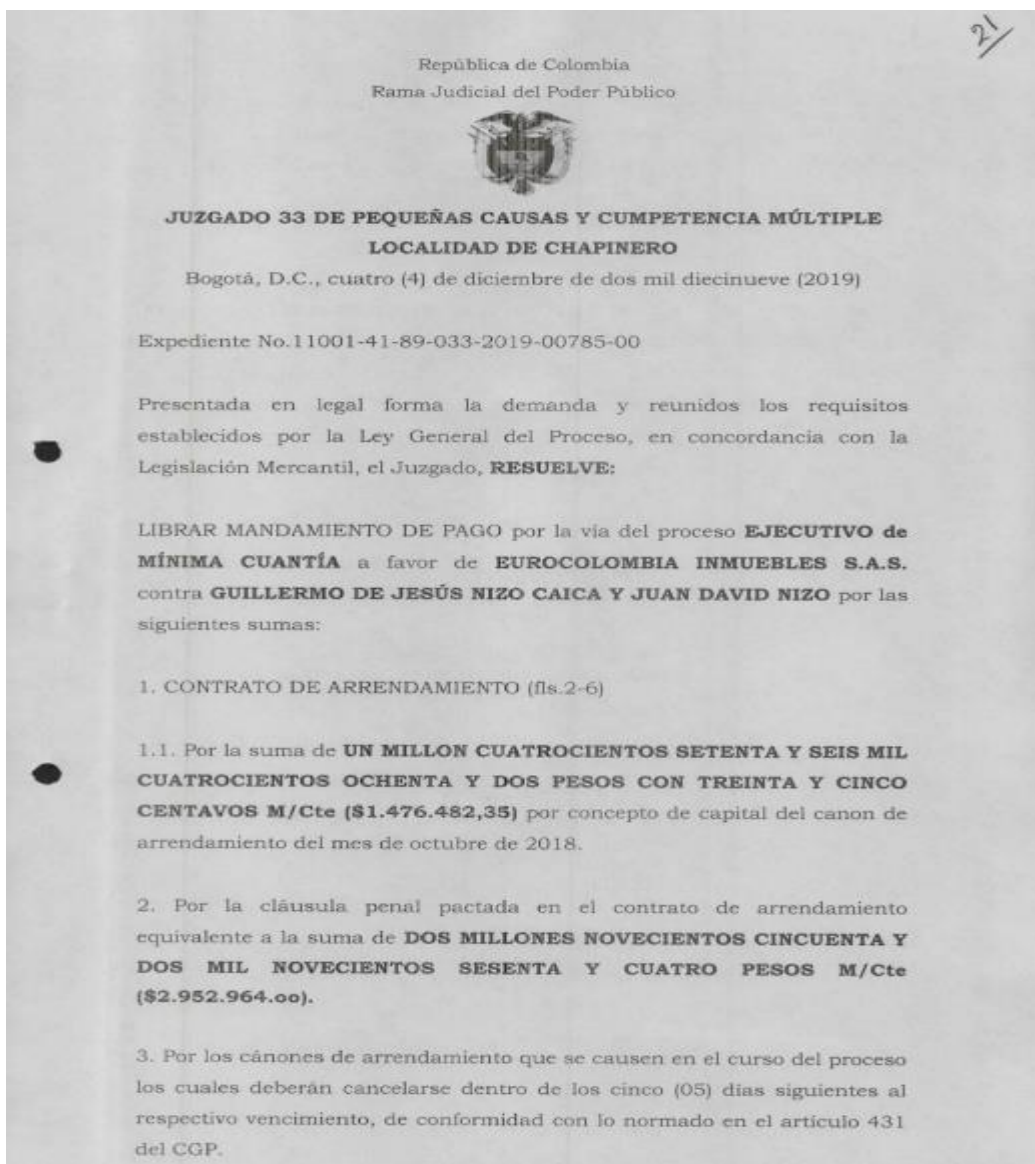 21
República de Colombia
Rama Judicial del Poder Público
JUZGADO 33 DE PEQUEÑAS CAUSAS Y CUMPETENCIA MÚLTIPLE
LOCALIDAD DE CHAPINERO
Bogotá, D.C., cuatro (4) de diciembre de dos mil diecinueve (2019)
Expediente No.11001-41-89-033-2019-00785-00
Presentada en legal forma la demanda y reunidos los requisitos
establecidos por la Ley General del Proceso, en concordancia con la
Legislación Mercantil, el Juzgado, RESUELVE:
LIBRAR MANDAMIENTO DE PAGO por la vía del proceso EJECUTIVO de
MÍNIMA CUANTÍA a favor de EUROCOLOMBIA INMUEBLES S.A.S.
contra GUILLERMO DE JESÚS NIZO CAICA Y JUAN DAVID NIZO por las
siguientes sumas:
1. CONTRATO DE ARRENDAMIENTO (fls.2-6)
1.1. Por la suma de UN MILLON CUATROCIENTOS SETENTA Y SEIS MIL
CUATROCIENTOS OCHENTA Y DOS PESOS CON TREINTA Y CINCO
CENTAVOS M/Cte ($1.476.482,35) por concepto de capital del canon de
arrendamiento del mes de octubre de 2018.
2. Por la cláusula penal pactada en el contrato de arrendamiento
equivalente a la suma de DOS MILLONES NOVECIENTOS CINCUENTA Y
DOS MIL NOVECIENTOS SESENTA Y CUATRO PESOS M/Cte
($2.952.964.oo).
3. Por los cánones de arrendamiento que se causen en el curso del proceso
los cuales deberán cancelarse dentro de los cinco (05) días siguientes al
respectivo vencimiento, de conformidad con lo normado en el artículo 431
del CGP.